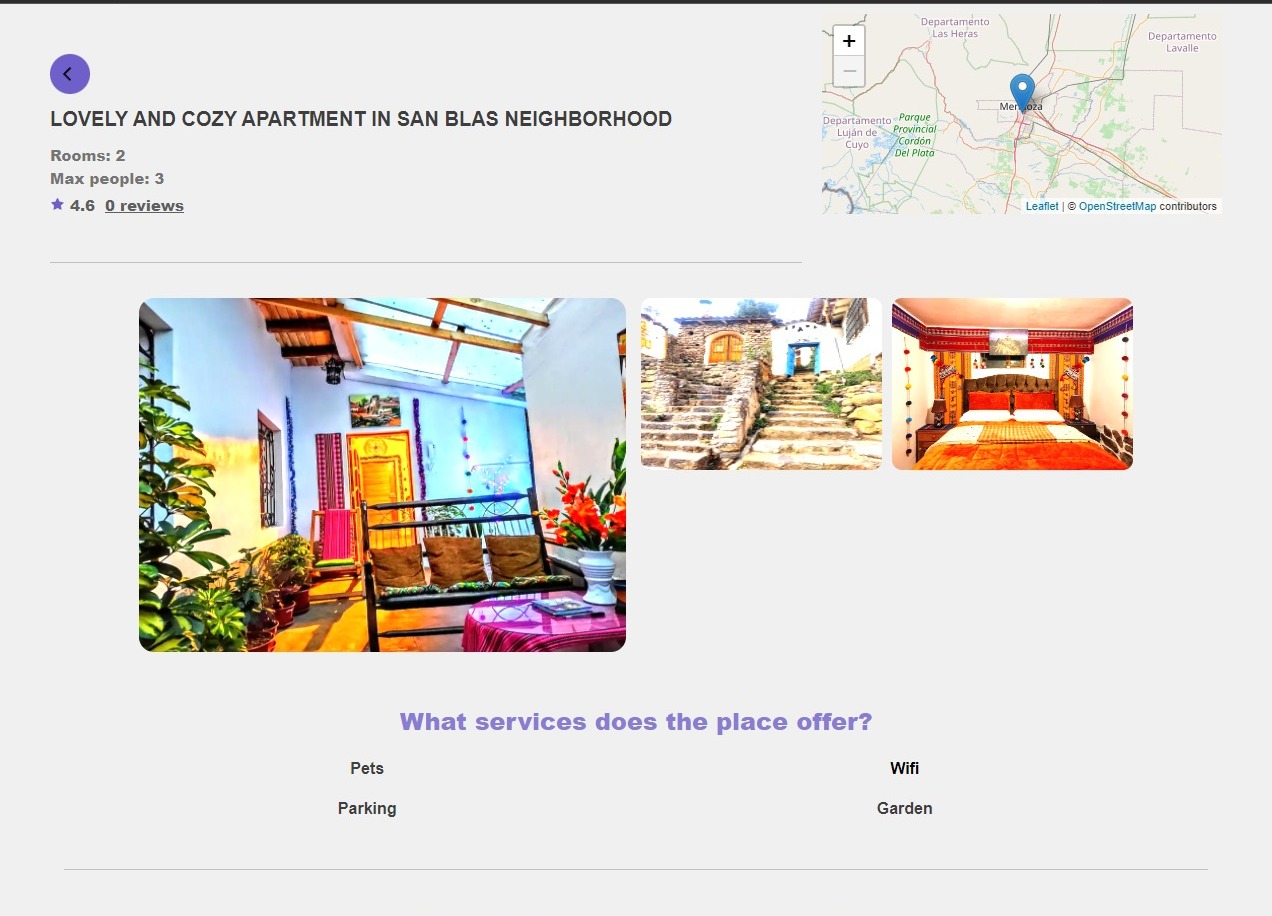 LOVELY AND COZY APARTMENT IN SAN BLAS NEIGHBORHOOD
Rooms: 2
Max people: 3
4.6 0 reviews
+
−
Departamento
Las Heras
Departamento
Lavalle
Mendoza
Departamento
Luján de
Cuyo
Parque
Provincial
Cordón
Del Plata
Leaflet | © OpenStreetMap contributors
What services does the place offer?
Pets
Wifi
Parking
Garden